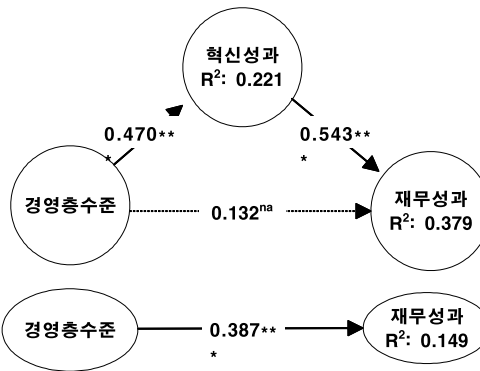 혁신성과
R²: 0.221
0.470**
*
0.543**
*
경영층수준
0.132ⁿᵃ
재무성과
R²: 0.379
경영층수준
0.387**
*
재무성과
R²: 0.149